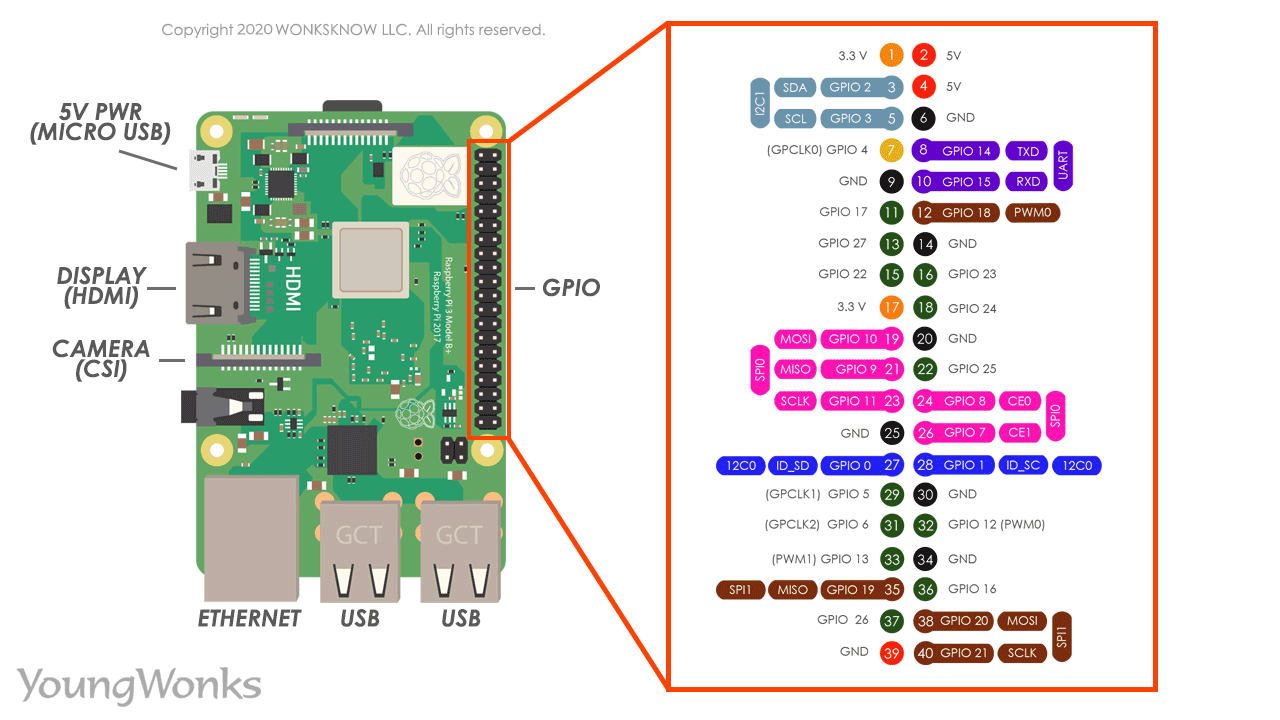 Copyright 2020 WONKSKNOW LLC. All rights reserved.
5V PWR
(MICRO USB)
DISPLAY
(HDMI)
CAMERA
(CSI)
HDMI
Raspberry Pi 3 Model B+
Raspberry Pi 2017
GPIO
GCT
GCT
ETHERNET
USB
USB
YoungWonks
3.3 V 1 2 5V
I2C1
SDA GPIO 2 3 4 5V
SCL GPIO 3 5 6 GND
(GPCLK0) GPIO 4 7 8 GPIO 14 TXD
UART
GND 9 10 GPIO 15 RXD
GPIO 17 11 12 GPIO 18 PWM0
GPIO 27 13 14 GND
GPIO 22 15 16 GPIO 23
3.3 V 17 18 GPIO 24
MOSI GPIO 10 19 20 GND
SPI0
MISO GPIO 9 21 22 GPIO 25
SCLK GPIO 11 23 24 GPIO 8 CE0
SPI0
GND 25 26 GPIO 7 CE1
12C0 ID_SD GPIO 0 27 28 GPIO 1 ID_SC 12C0
(GPCLK1) GPIO 5 29 30 GND
(GPCLK2) GPIO 6 31 32 GPIO 12 (PWM0)
(PWM1) GPIO 13 33 34 GND
SPI1 MISO GPIO 19 35 36 GPIO 16
GPIO 26 37 38 GPIO 20 MOSI
SPI1
GND 39 40 GPIO 21 SCLK